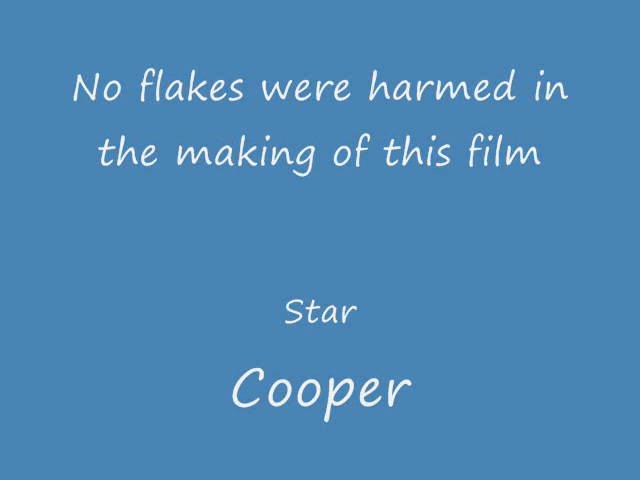 No flakes were harmed in
the making of this film
Star
Cooper